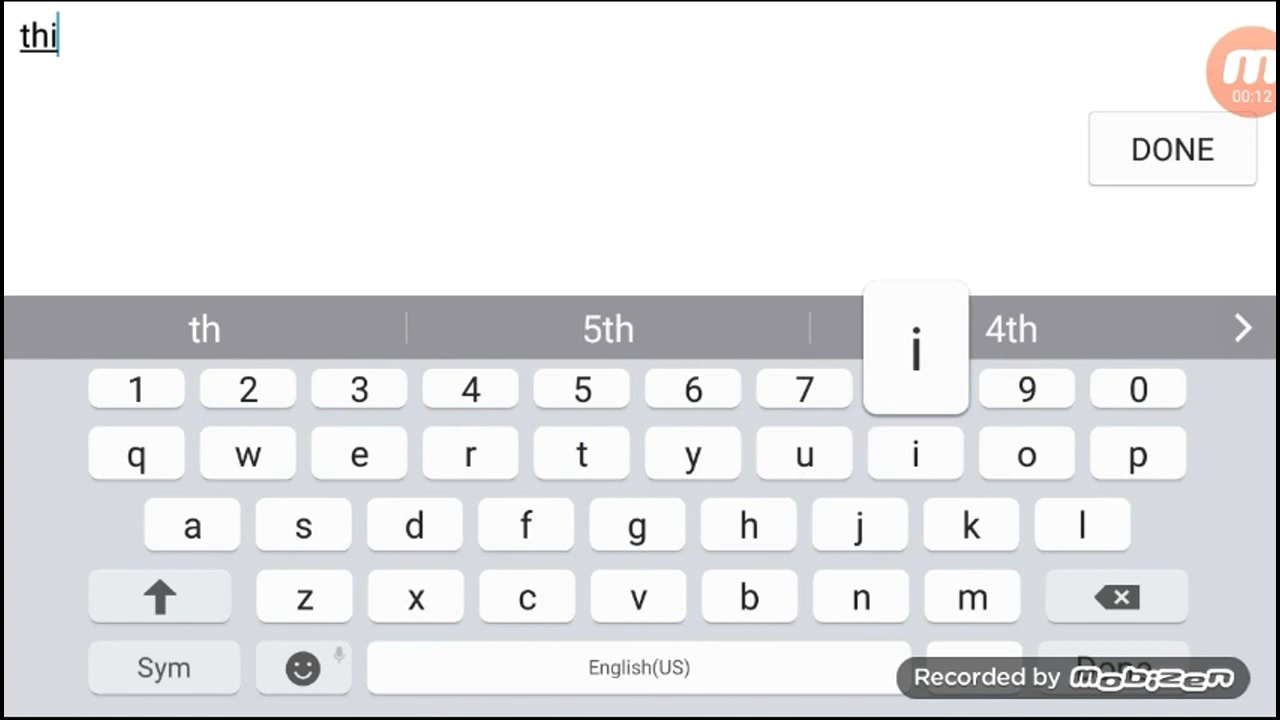 thi
00:12
DONE
th 5th i 4th
1 2 3 4 5 6 7 9 0
q w e r t y u i o p
a s d f g h j k l
z x c v b n m
Sym English(US) Done
Recorded by mobizen